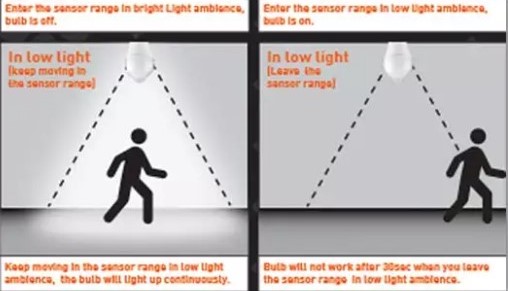 Enter the sensor range in bright Light ambience,
bulb is off.
Enter the sensor range in low light ambience,
bulb is on.
In low light
(keep moving in
the sensor range)
In low light
(Leave the
sensor range)
Keep moving in the sensor range in low light
ambience, the bulb will light up continuously.
Bulb will not work after 30sec when you leave
the sensor range in low light ambience.